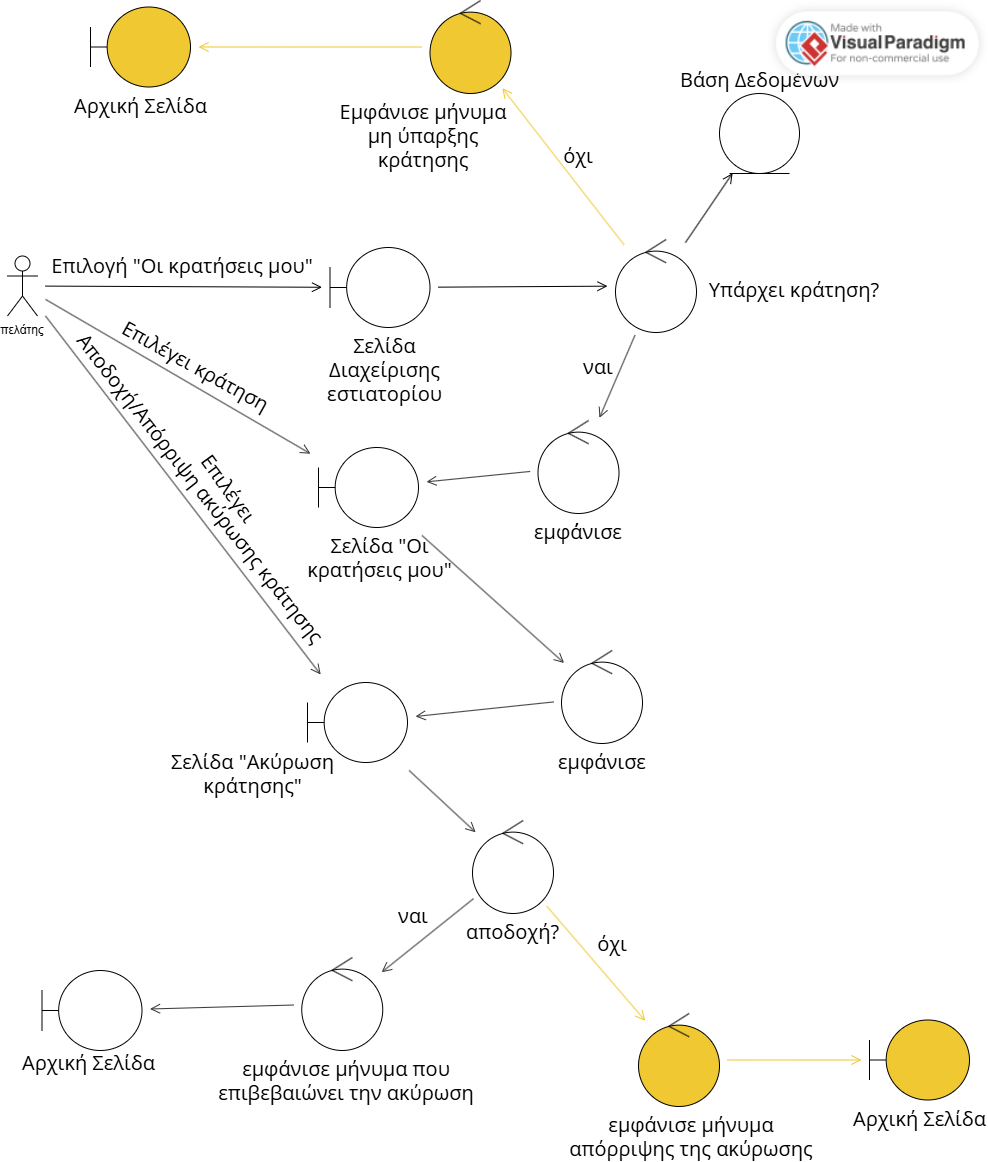 Made with
VisualParadigm
For non-commercial use
Αρχική Σελίδα
Εμφάνισε μήνυμα
μη ύπαρξης
κράτησης
Βάση Δεδομένων
όχι
Επιλογή "Οι κρατήσεις μου"
πελάτης
Υπάρχει κράτηση?
Σελίδα
Διαχείρισης
εστιατορίου
ναι
Επιλέγει κράτηση
Επιλέγει
Αποδοχή/Απόρριψη ακύρωσης κράτησης
εμφάνισε
Σελίδα "Οι
κρατήσεις μου"
εμφάνισε
Σελίδα "Ακύρωση
κράτησης"
αποδοχή?
ναι
όχι
Αρχική Σελίδα
εμφάνισε μήνυμα που
επιβεβαιώνει την ακύρωση
εμφάνισε μήνυμα
απόρριψης της ακύρωσης
Αρχική Σελίδα